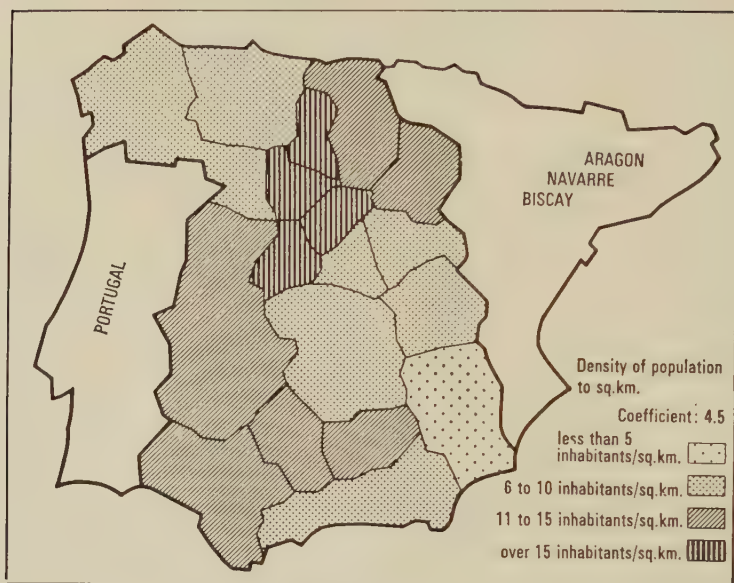 ARAGON
NAVARRE
BISCAY
PORTUGAL
Density of population
to sq.km.
Coefficient: 4.5
less than 5
inhabitants/sq.km.
6 to 10 inhabitants/sq.km.
11 to 15 inhabitants/sq.km.
over 15 inhabitants/sq.km.